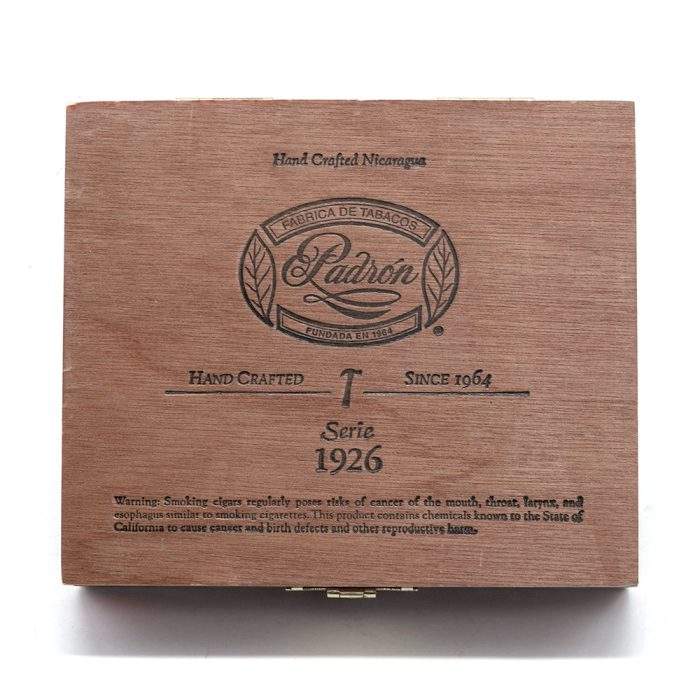 Hand Crafted Nicaragua
FABRICA DE TABACOS
Padrón
FUNDADA EN 1964
®
HAND CRAFTED SINCE 1964
Serie
1926
Warning: Smoking cigars regularly poses risks of cancer of the mouth, throat, larynx, and
esophagus similar to smoking cigarettes. This product contains chemicals known to the State of
California to cause cancer and birth defects and other reproductive harm.